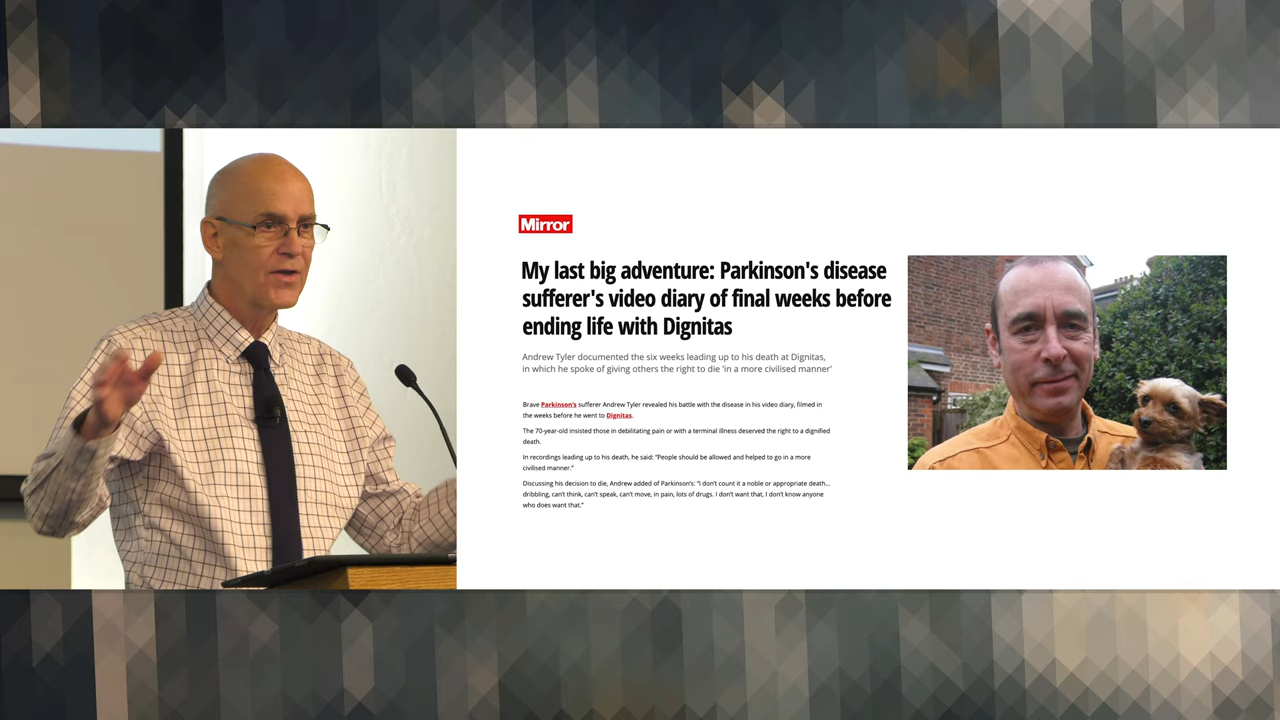 Mirror
My last big adventure: Parkinson's disease
sufferer's video diary of final weeks before
ending life with Dignitas
Andrew Tyler documented the six weeks leading up to his death at Dignitas,
in which he spoke of giving others the right to die 'in a more civilised manner'
Brave Parkinson's sufferer Andrew Tyler revealed his battle with the disease in his video diary, filmed in
the weeks before he went to Dignitas.
The 70-year-old insisted those in debilitating pain or with a terminal illness deserved the right to a dignified
death.
In recordings leading up to his death, he said: "People should be allowed and helped to go in a more
civilised manner."
Discussing his decision to die, Andrew added of Parkinson's: "I don't count it a noble or appropriate death...
dribbling, can't think, can't speak, can't move, in pain, lots of drugs. I don't want that, I don't know anyone
who does want that."